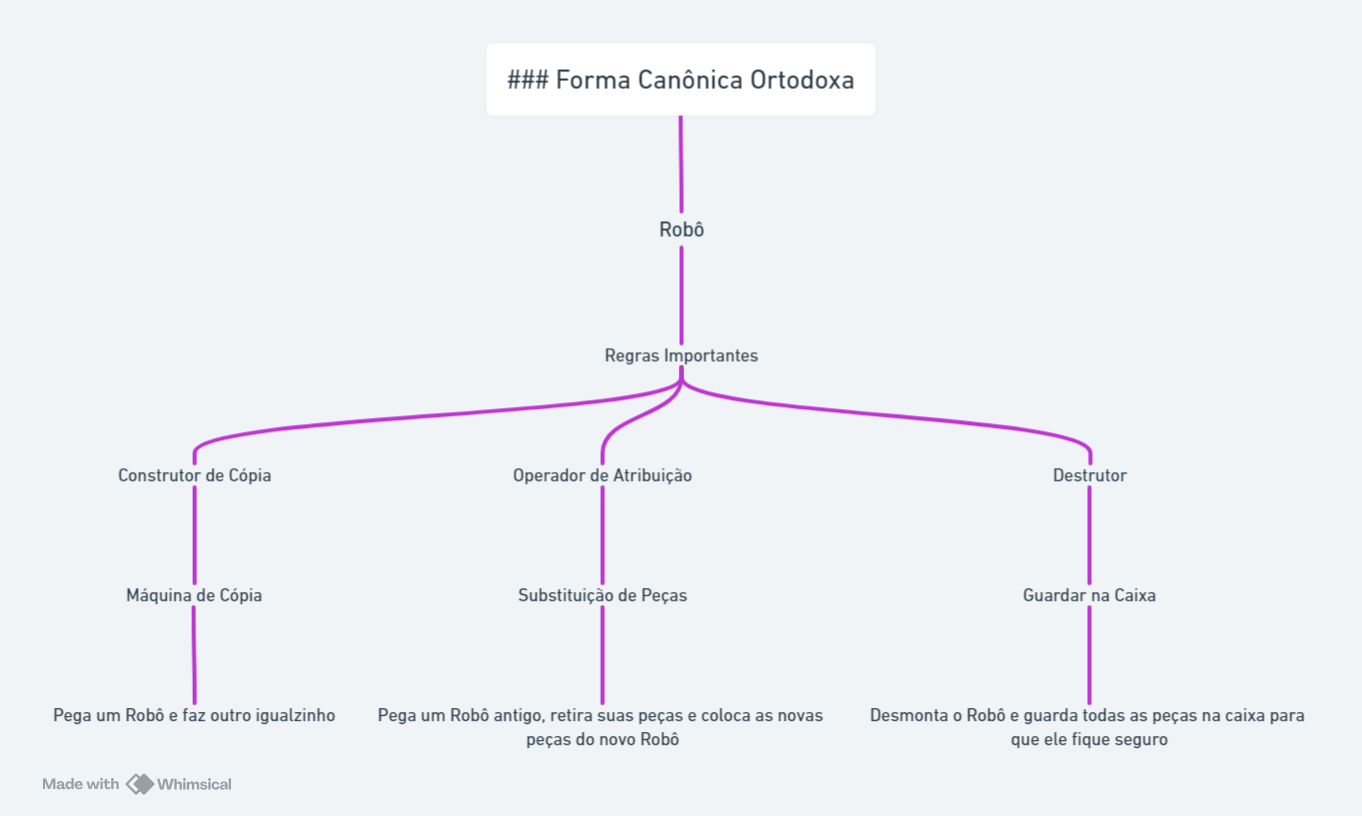 ### Forma Canônica Ortodoxa
Robô
Regras Importantes
Construtor de Cópia
Operador de Atribuição
Destrutor
Máquina de Cópia
Substituição de Peças
Guardar na Caixa
Pega um Robô e faz outro igualzinho
Pega um Robô antigo, retira suas peças e coloca as novas
peças do novo Robô
Desmonta o Robô e guarda todas as peças na caixa para
que ele fique seguro
Made with Whimsical